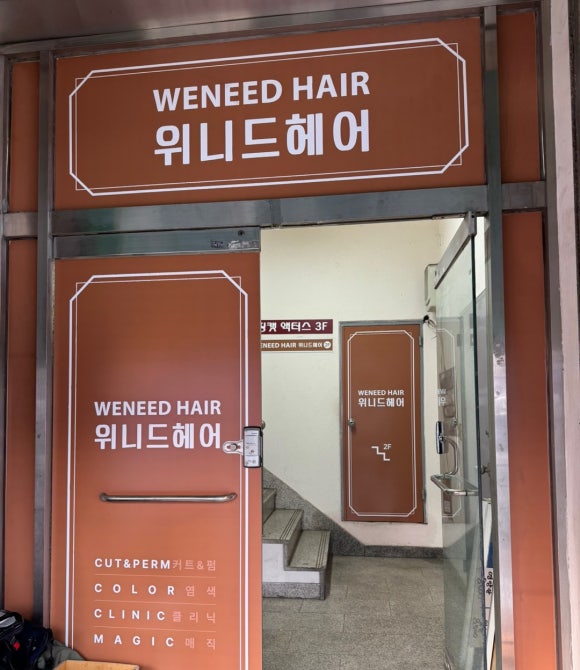 WENEED HAIR
위니드헤어
액터스 3F
WENEED HAIR 위니드헤어
WENEED HAIR
위니드헤어
2F
WENEED HAIR
위니드헤어
CUT&PERM 커트&펌
COLOR 염색
CLINIC 클리닉
MAGIC 매직